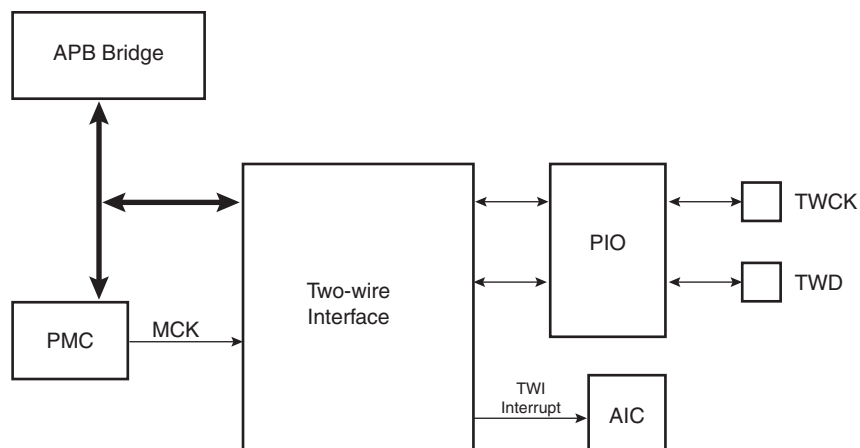 APB Bridge
TWCK
PIO
Two-wire
Interface
TWD
PMC
MCK
TWI
Interrupt
AIC